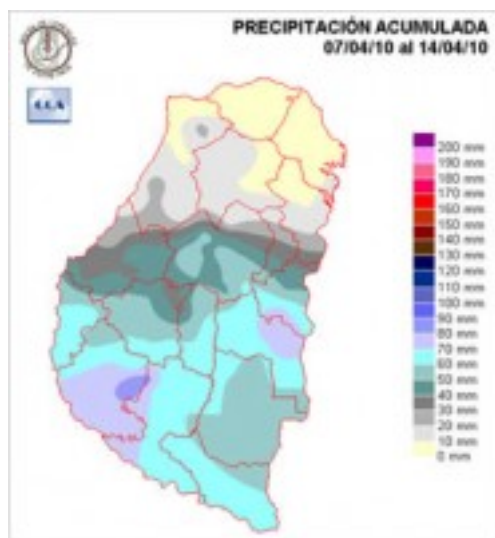 PRECIPITACIÓN ACUMULADA
07/04/10 al 14/04/10
200 mm
190 mm
180 mm
170 mm
160 mm
150 mm
140 mm
130 mm
120 mm
110 mm
100 mm
90 mm
80 mm
70 mm
60 mm
50 mm
40 mm
30 mm
20 mm
10 mm
0 mm